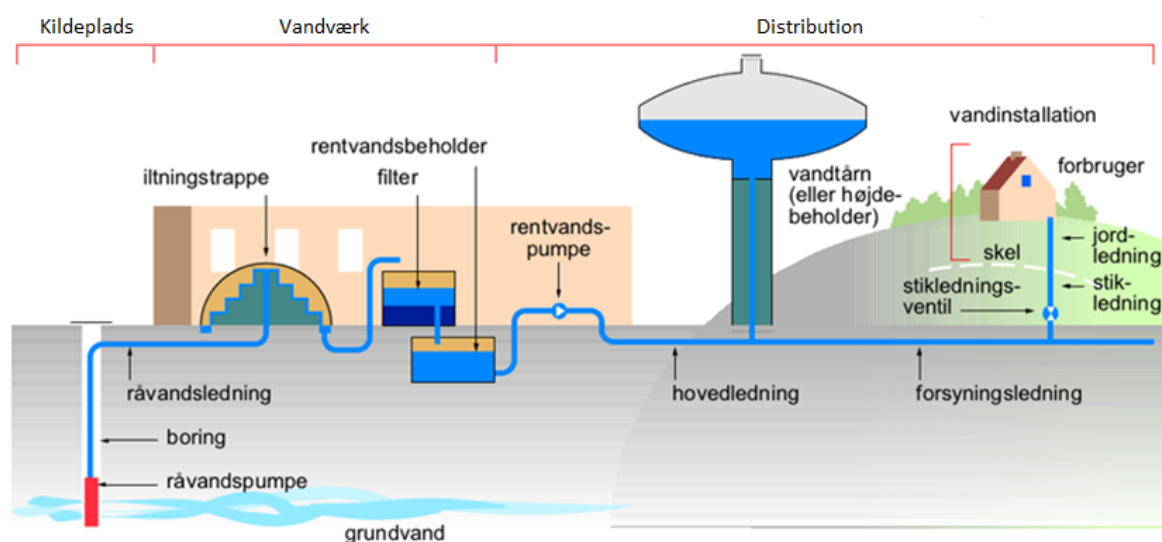 Kildeplads
Vandværk
Distribution
rentvandsbeholder
iltningstrappe
filter
rentvands-
pumpe
vandtårn
(eller højde-
beholder)
vandinstallation
forbruger
skel
jord-
ledning
stiklednings-
ventil
stik-
ledning
råvandsledning
hovedledning
forsyningsledning
boring
råvandspumpe
grundvand